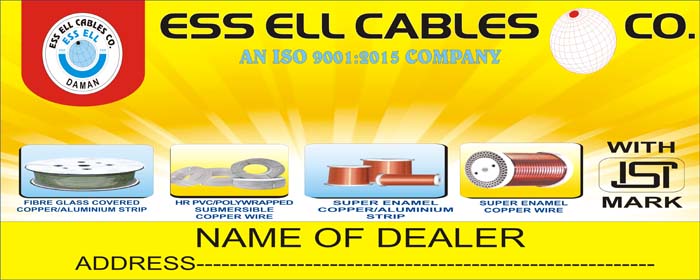 ESS ELL CABLES CO.
ESS ELL
DAMAN
ESS ELL CABLES CO.
AN ISO 9001:2015 COMPANY
FIBRE GLASS COVERED
COPPER/ALUMINIUM STRIP
HR PVC/POLYWRAPPED
SUBMERSIBLE
COPPER WIRE
SUPER ENAMEL
COPPER/ALUMINIUM
STRIP
SUPER ENAMEL
COPPER WIRE
WITH
ISI
MARK
NAME OF DEALER
ADDRESS-------------------------------------------------------